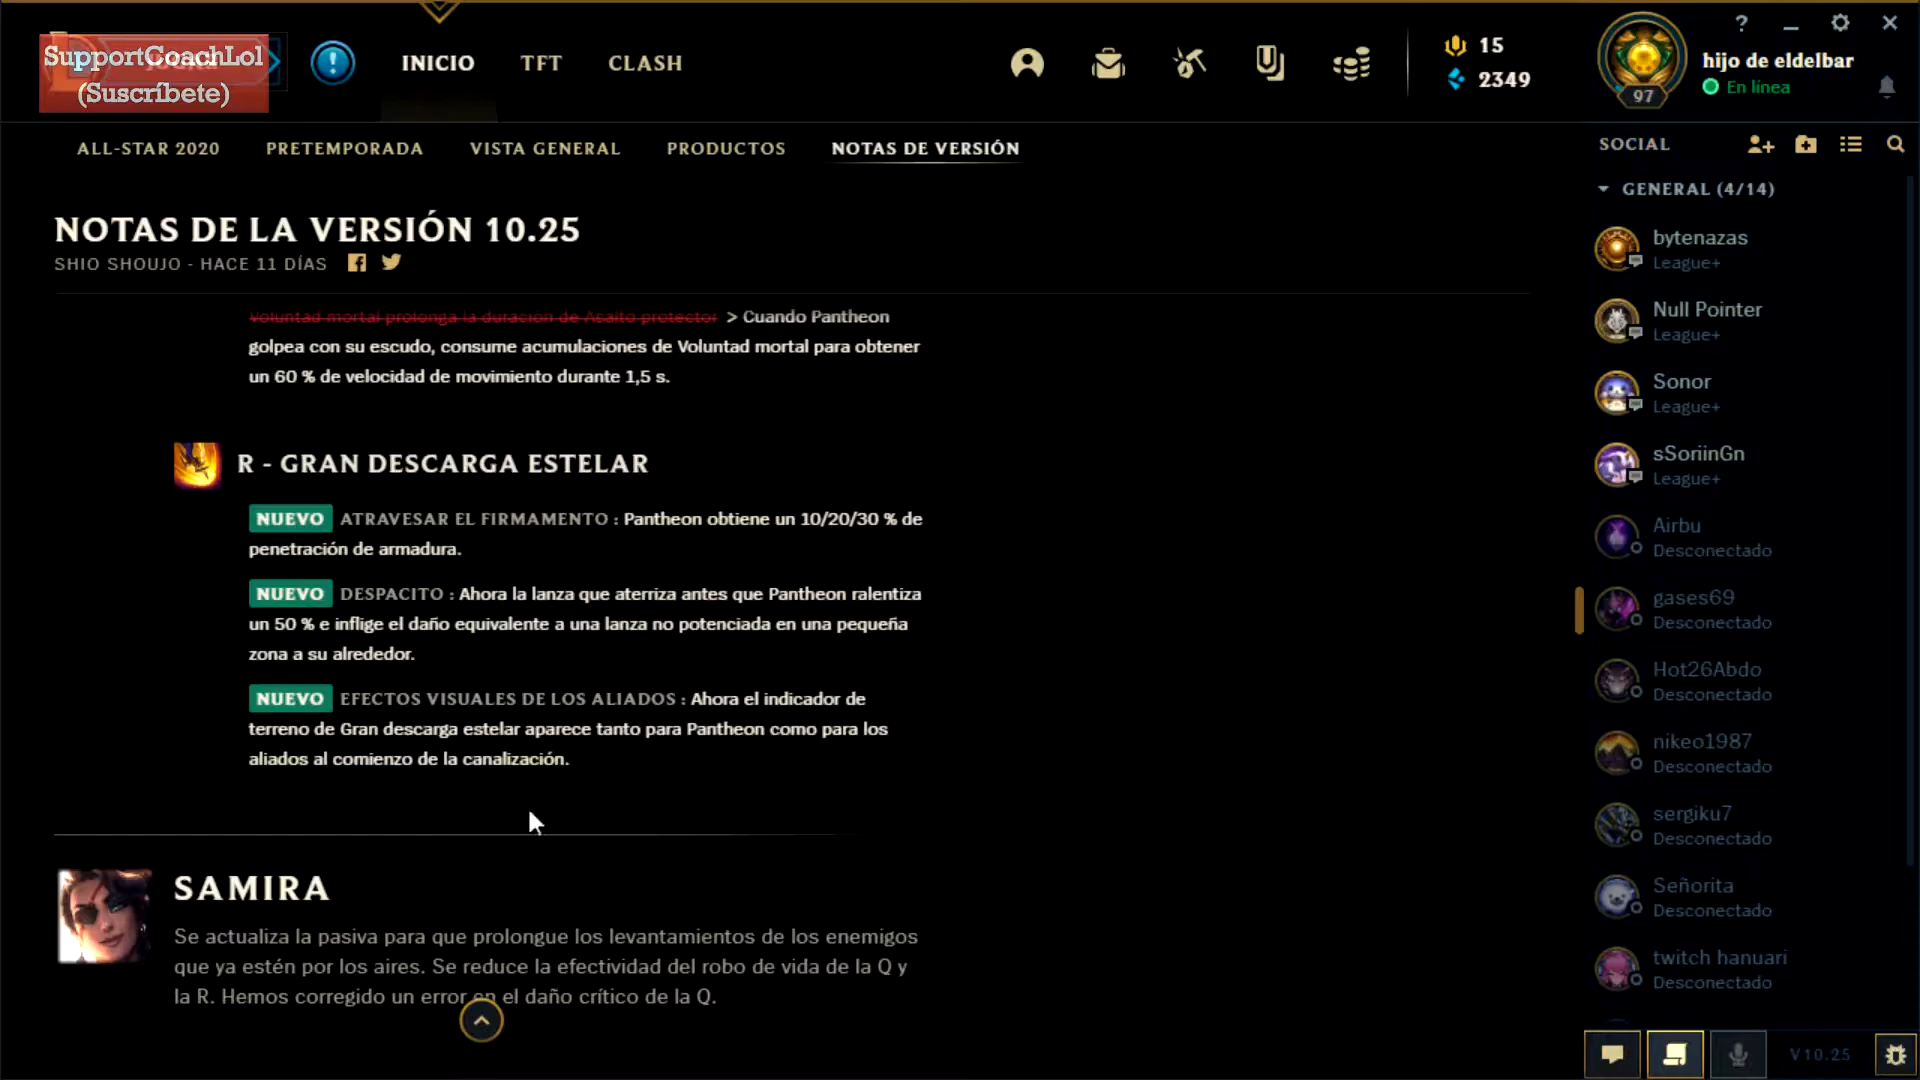 SupportCoachLol
(Suscríbete)
INICIO
TFT
CLASH
15
2349
?
97
hijo de eldelbar
En línea
ALL-STAR 2020
PRETEMPORADA
VISTA GENERAL
PRODUCTOS
NOTAS DE VERSIÓN
NOTAS DE LA VERSIÓN 10.25
SHIO SHOUJO - HACE 11 DÍAS
Voluntad mortal prolonga la duración de Asalto protector > Cuando Pantheon
golpea con su escudo, consume acumulaciones de Voluntad mortal para obtener
un 60 % de velocidad de movimiento durante 1,5 s.
R - GRAN DESCARGA ESTELAR
NUEVO ATRAVESAR EL FIRMAMENTO : Pantheon obtiene un 10/20/30 % de
penetración de armadura.
NUEVO DESPACITO : Ahora la lanza que aterriza antes que Pantheon ralentiza
un 50 % e inflige el daño equivalente a una lanza no potenciada en una pequeña
zona a su alrededor.
NUEVO EFECTOS VISUALES DE LOS ALIADOS : Ahora el indicador de
terreno de Gran descarga estelar aparece tanto para Pantheon como para los
aliados al comienzo de la canalización.
SAMIRA
Se actualiza la pasiva para que prolongue los levantamientos de los enemigos
que ya estén por los aires. Se reduce la efectividad del robo de vida de la Q y
la R. Hemos corregido un error en el daño crítico de la Q.
SOCIAL
GENERAL (4/14)
bytenazas
League+
Null Pointer
League+
Sonor
League+
sSoriinGn
League+
Airbu
Desconectado
gases69
Desconectado
Hot26Abdo
Desconectado
nikeo1987
Desconectado
sergiku7
Desconectado
Señorita
Desconectado
twitch hanuari
Desconectado
V10.25